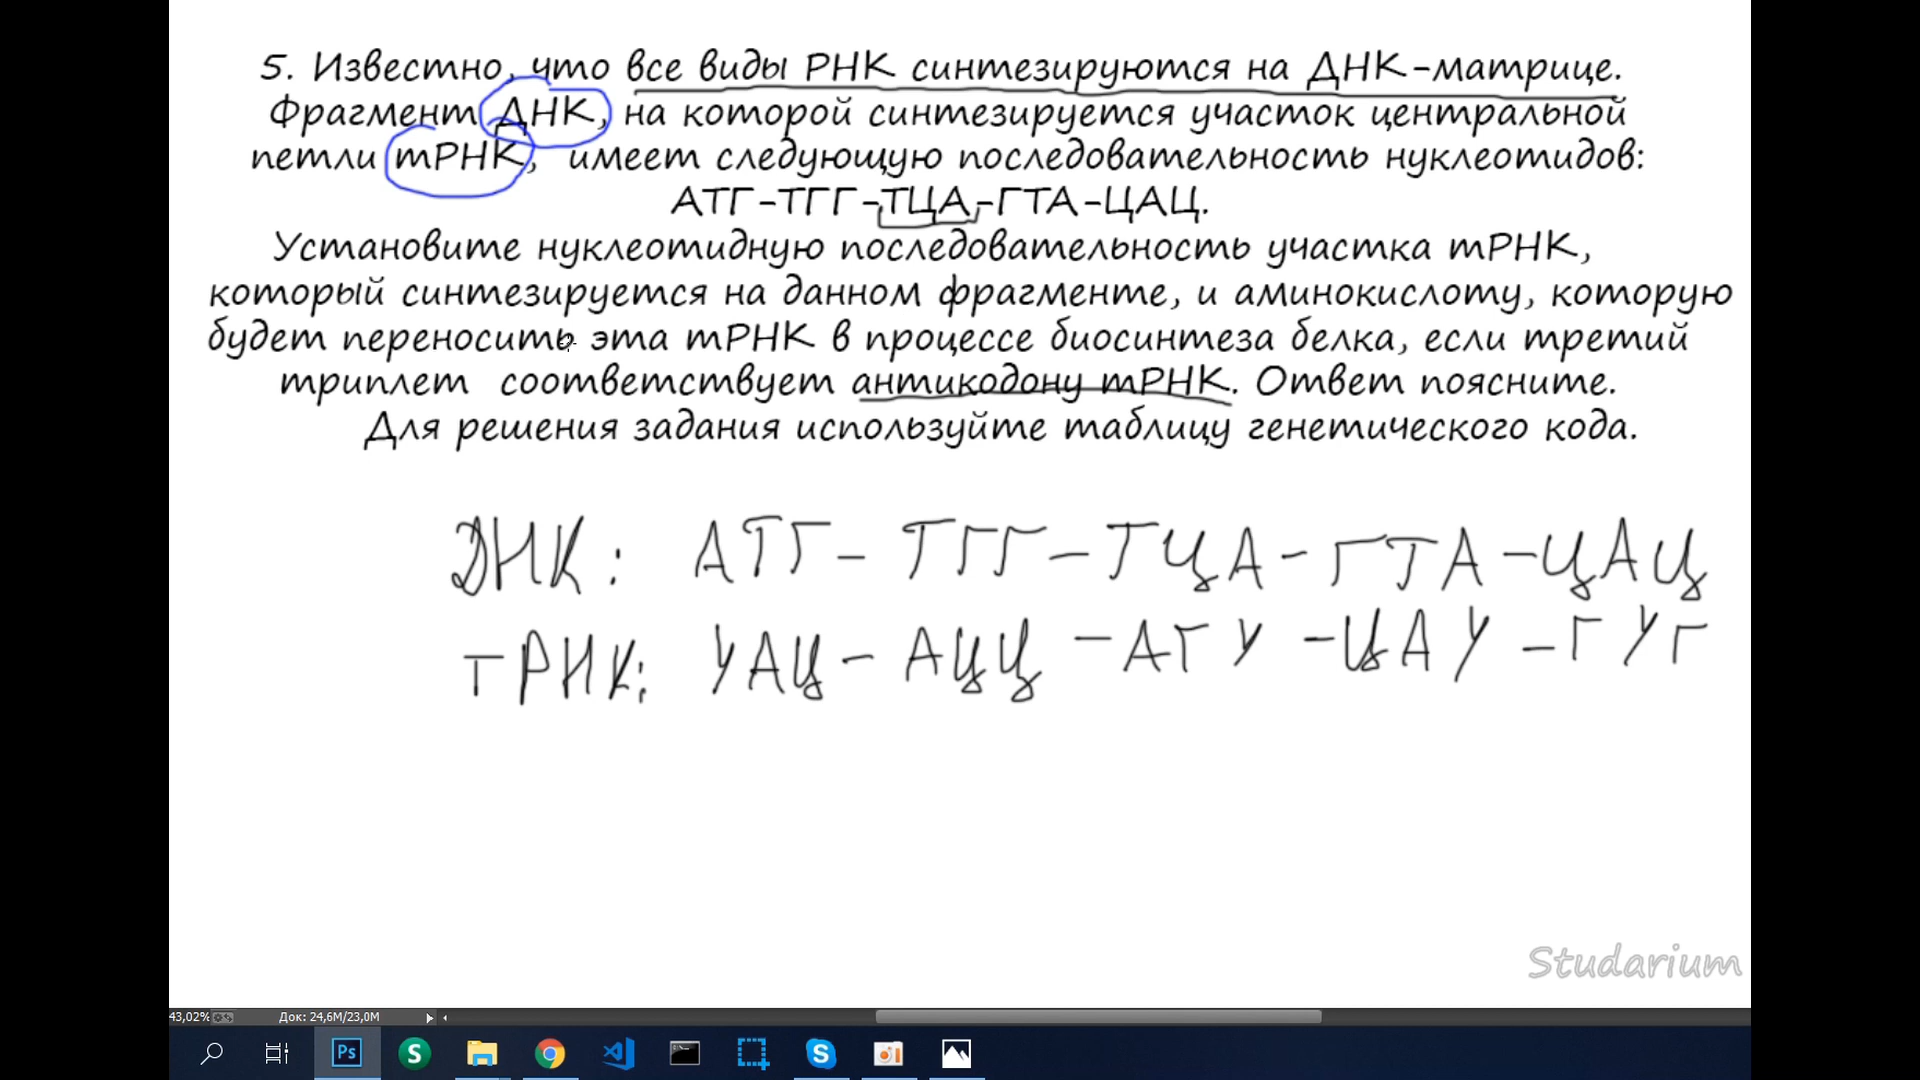 5. Известно, что все виды РНК синтезируются на ДНК-матрице.
Фрагмент ДНК, на которой синтезируется участок центральной
петли тРНК, имеет следующую последовательность нуклеотидов:
АТГ-ТГГ-ТЦА-ГТА-ЦАЦ.
Установите нуклеотидную последовательность участка тРНК,
который синтезируется на данном фрагменте, и аминокислоту, которую
будет переносить эта тРНК в процессе биосинтеза белка, если третий
триплет соответствует антикодону тРНК. Ответ поясните.
Для решения задания используйте таблицу генетического кода.
ДНК: АТГ - ТГГ - ТЦА - ГТА - ЦАЦ
тРНК: УАЦ - АЦЦ - АГУ - ЦАУ - ГУГ
Studarium
43,02% Док: 24,6M/23,0M
Ps S